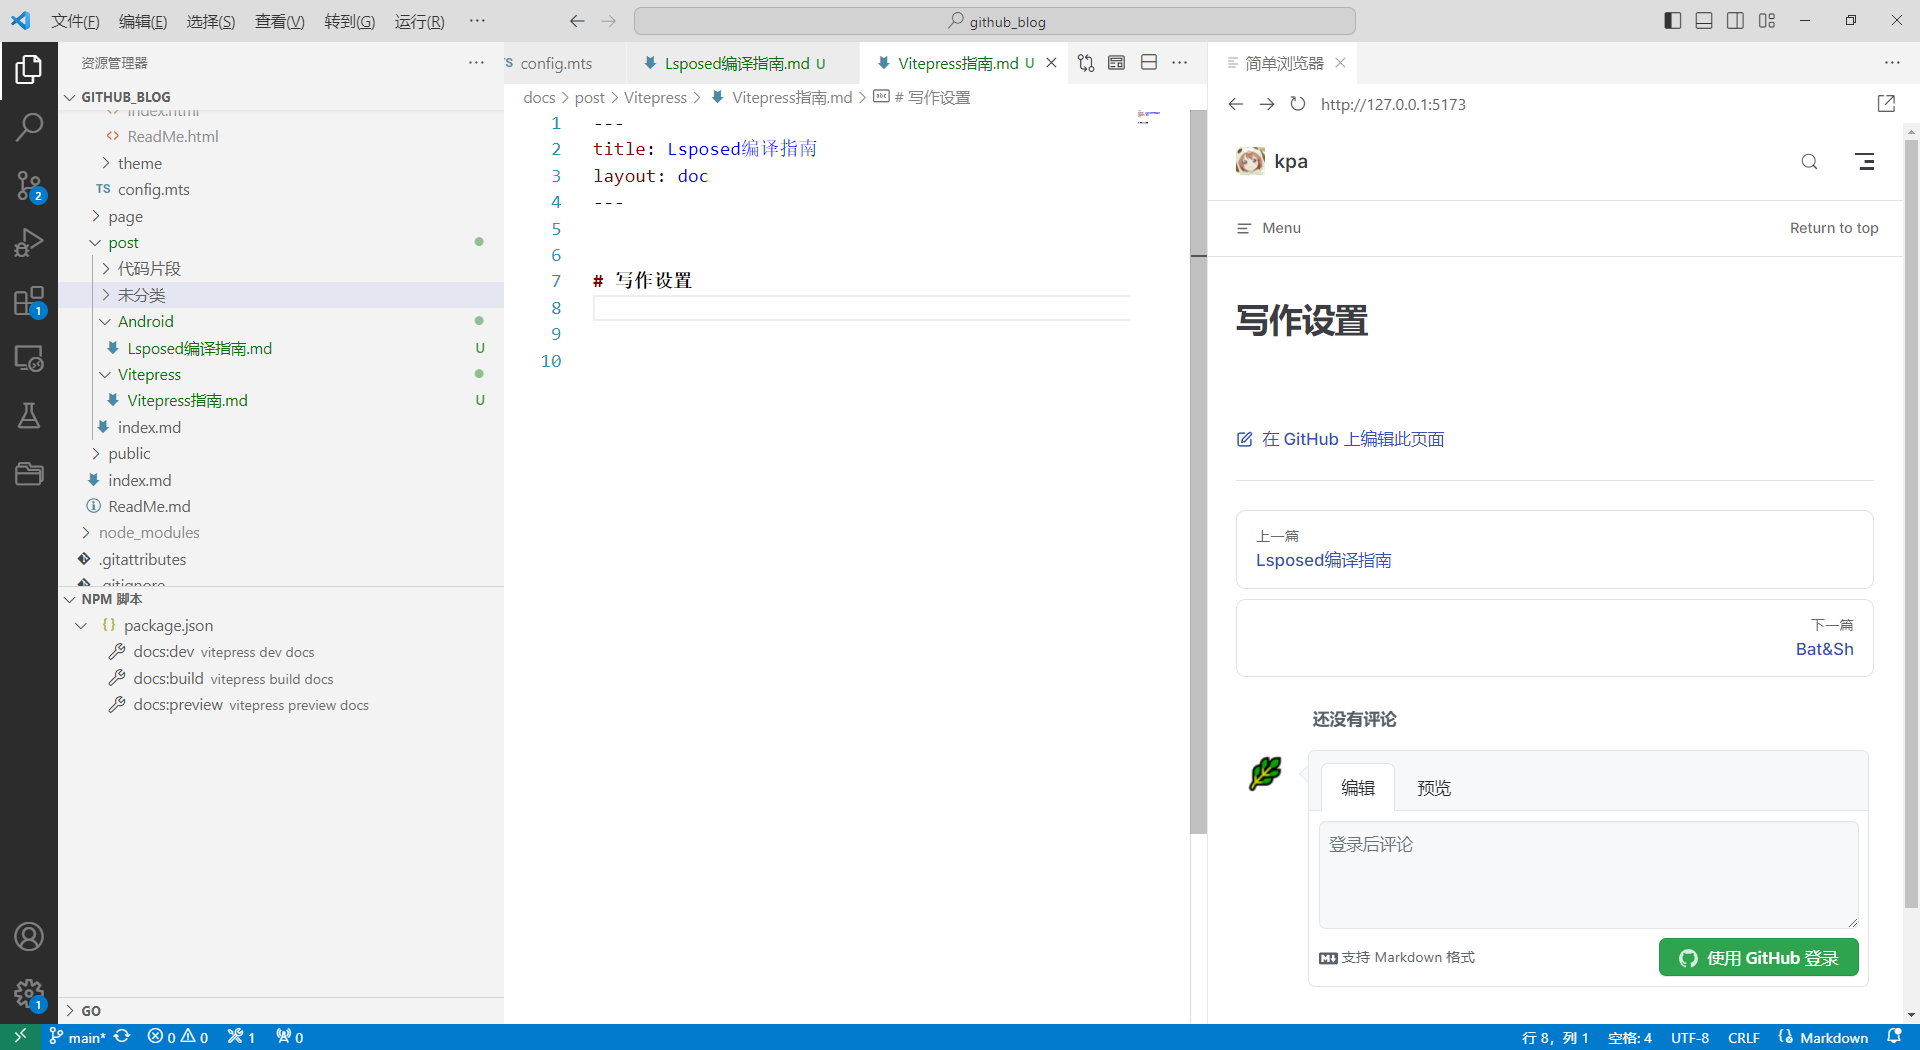 文件(F) 编辑(E) 选择(S) 查看(V) 转到(G) 运行(R) ··· github_blog
资源管理器 ···
GITHUB_BLOG
index.html
ReadMe.html
theme
TS config.mts
page
post
代码片段
未分类
Android
Lsposed编译指南.md U
Vitepress
Vitepress指南.md U
index.md
public
index.md
ReadMe.md
node_modules
.gitattributes
.gitignore
NPM 脚本
{} package.json
docs:dev vitepress dev docs
docs:build vitepress build docs
docs:preview vitepress preview docs
GO
2
1
1
config.mts Lsposed编译指南.md U Vitepress指南.md U
docs > post > Vitepress > Vitepress指南.md > # 写作设置
1 ---
2 title: Lsposed编译指南
3 layout: doc
4 ---
5
6
7 # 写作设置
8
9
10
简单浏览器
http://127.0.0.1:5173
kpa
Menu Return to top
写作设置
在 GitHub 上编辑此页面
上一篇
Lsposed编译指南
下一篇
Bat&Sh
还没有评论
编辑 预览
登录后评论
支持 Markdown 格式 使用 GitHub 登录
main* 0 0 1 0 行 8，列 1 空格: 4 UTF-8 CRLF Markdown